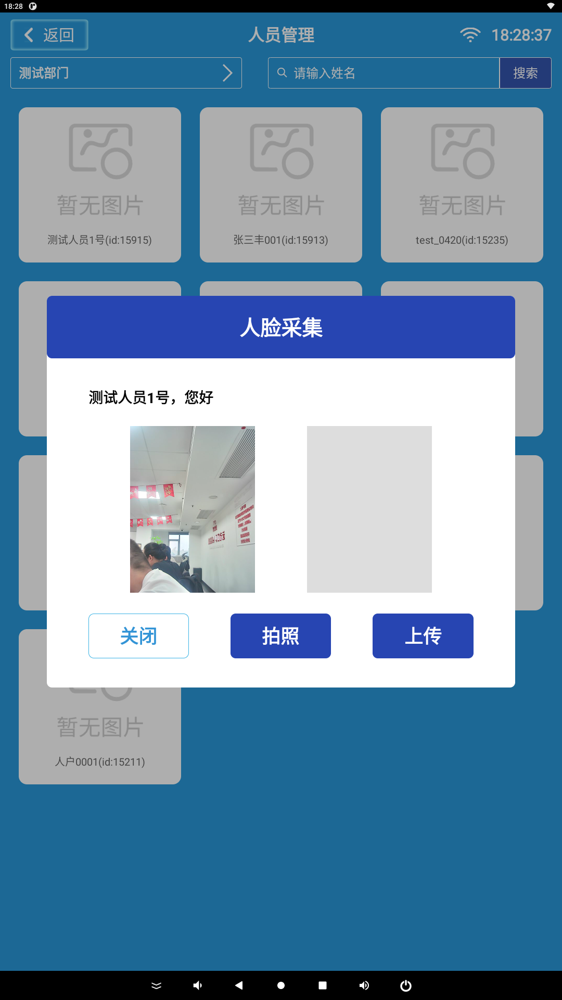 18:28
返回
人员管理
18:28:37
测试部门
请输入姓名
搜索
暂无图片
暂无图片
暂无图片
测试人员1号(id:15915)
张三丰001(id:15913)
test_0420(id:15235)
人脸采集
测试人员1号，您好
关闭
拍照
上传
暂无图片
人户0001(id:15211)